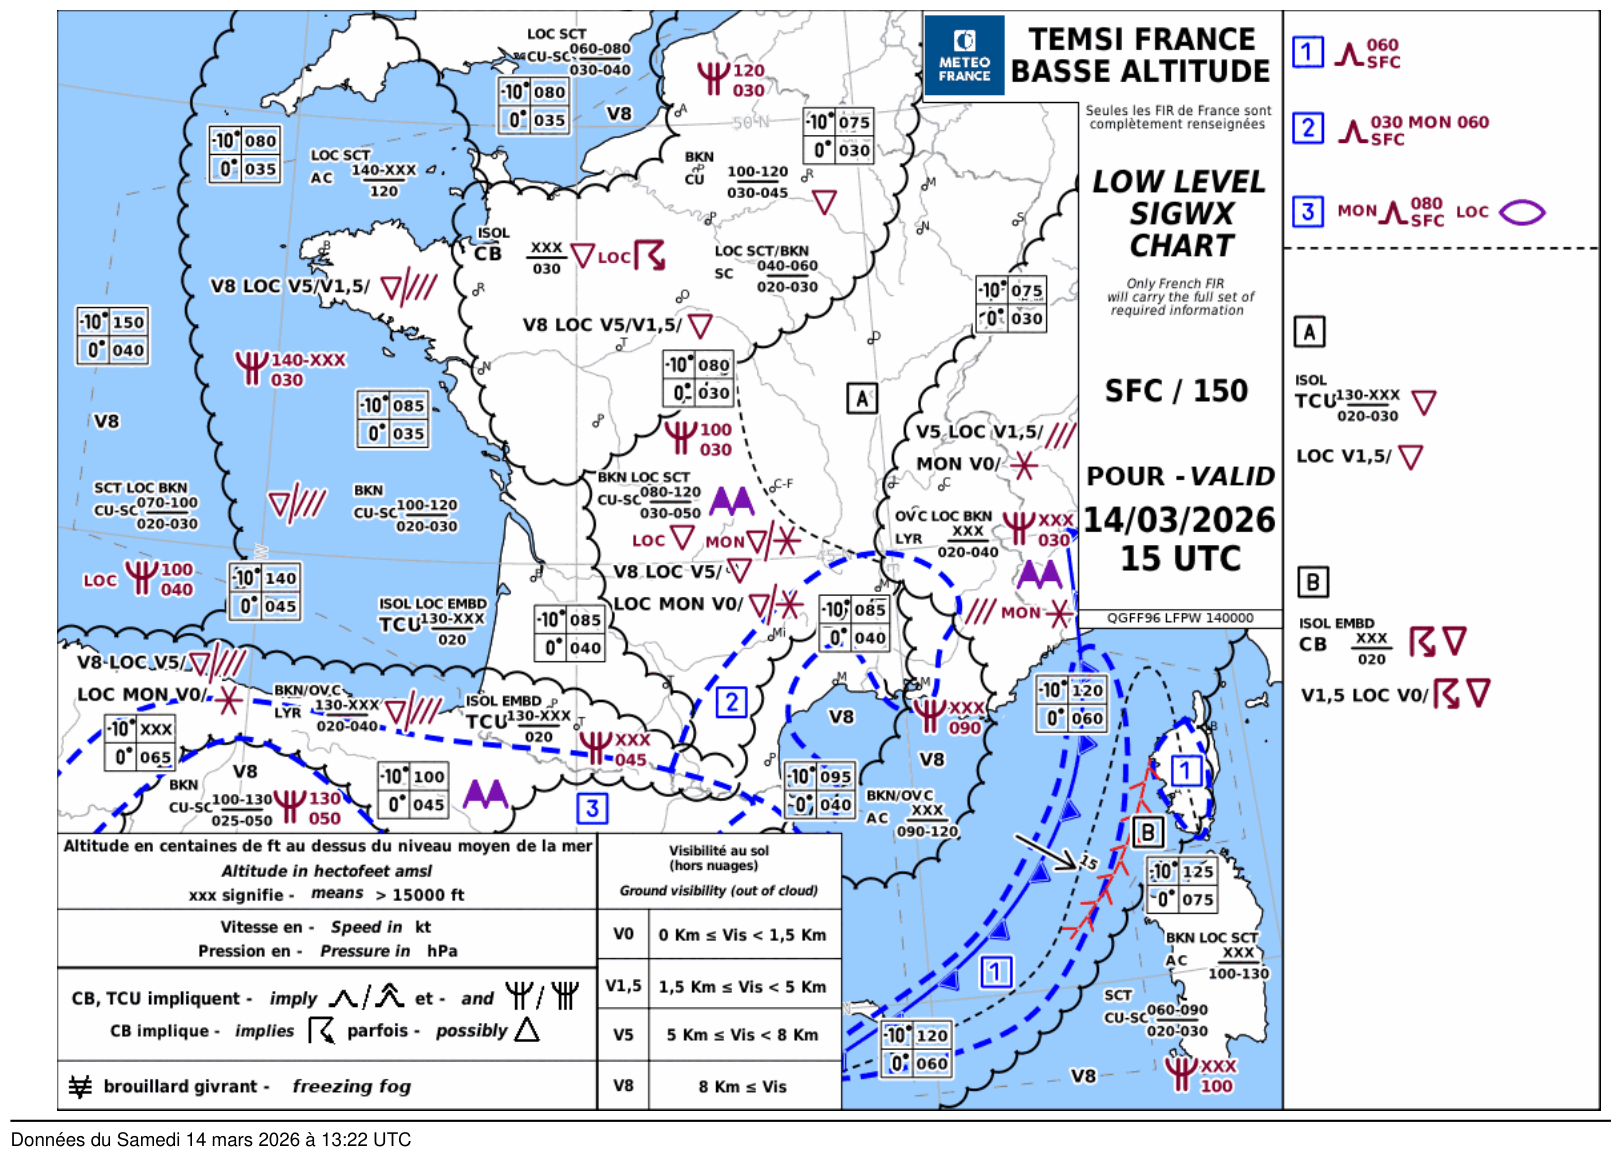 METEO
FRANCE
TEMSI FRANCE
BASSE ALTITUDE
Seules les FIR de France sont
complètement renseignées
LOW LEVEL
SIGWX
CHART
Only French FIR
will carry the full set of
required information
SFC / 150
POUR - VALID
14/03/2026
15 UTC
QGFF96 LFPW 140000
1 060
SFC
2 030 MON 060
SFC
3 MON 080 LOC
SFC
A
ISOL
TCU 130-XXX
020-030
LOC V1,5/
B
ISOL EMBD
CB XXX
020
V1,5 LOC V0/
LOC SCT
CU-SC 060-080
030-040
-10° 080
0° 035
V8
120
030
50°N
-10° 075
0° 030
-10° 080
0° 035
LOC SCT
AC 140-XXX
120
BKN
CU 100-120
030-045
ISOL
CB XXX
030
LOC
LOC SCT/BKN
SC 040-060
020-030
V8 LOC V5/V1,5/
V8 LOC V5/V1,5/
-10° 075
0° 030
-10° 150
0° 040
140-XXX
030
-10° 080
0° 030
A
V8
-10° 085
0° 035
100
030
V5 LOC V1,5/
MON V0/
SCT LOC BKN
CU-SC 070-100
020-030
BKN
CU-SC 100-120
020-030
BKN LOC SCT
CU-SC 080-120
030-050
C-F
LOC MON
OVC LOC BKN
LYR XXX
020-040
XXX
030
45°N
LOC 100
040
-10° 140
0° 045
V8 LOC V5/
LOC MON V0/
MON
ISOL LOC EMBD
TCU 130-XXX
020
-10° 085
0° 040
-10° 085
0° 040
Mi
V8 LOC V5/
LOC MON V0/
BKN/OVC
LYR 130-XXX
020-040
ISOL EMBD
TCU 130-XXX
020
2
V8
XXX
090
-10° 120
0° 060
-10° XXX
0° 065
XXX
045
V8
V8
BKN
CU-SC 100-130
025-050
130
050
-10° 100
0° 045
3
-10° 095
0° 040
BKN/OVC
AC XXX
090-120
1
B
15
-10° 125
0° 075
BKN LOC SCT
AC XXX
100-130
1
SCT
CU-SC 060-090
020-030
-10° 120
0° 060
V8
XXX
100
Altitude en centaines de ft au dessus du niveau moyen de la mer
Altitude in hectofeet amsl
xxx signifie - means > 15000 ft
Vitesse en - Speed in kt
Pression en - Pressure in hPa
CB, TCU impliquent - imply / et - and /
CB implique - implies parfois - possibly
brouillard givrant - freezing fog
Visibilité au sol
(hors nuages)
Ground visibility (out of cloud)
V0 0 Km ≤ Vis < 1,5 Km
V1,5 1,5 Km ≤ Vis < 5 Km
V5 5 Km ≤ Vis < 8 Km
V8 8 Km ≤ Vis
Données du Samedi 14 mars 2026 à 13:22 UTC